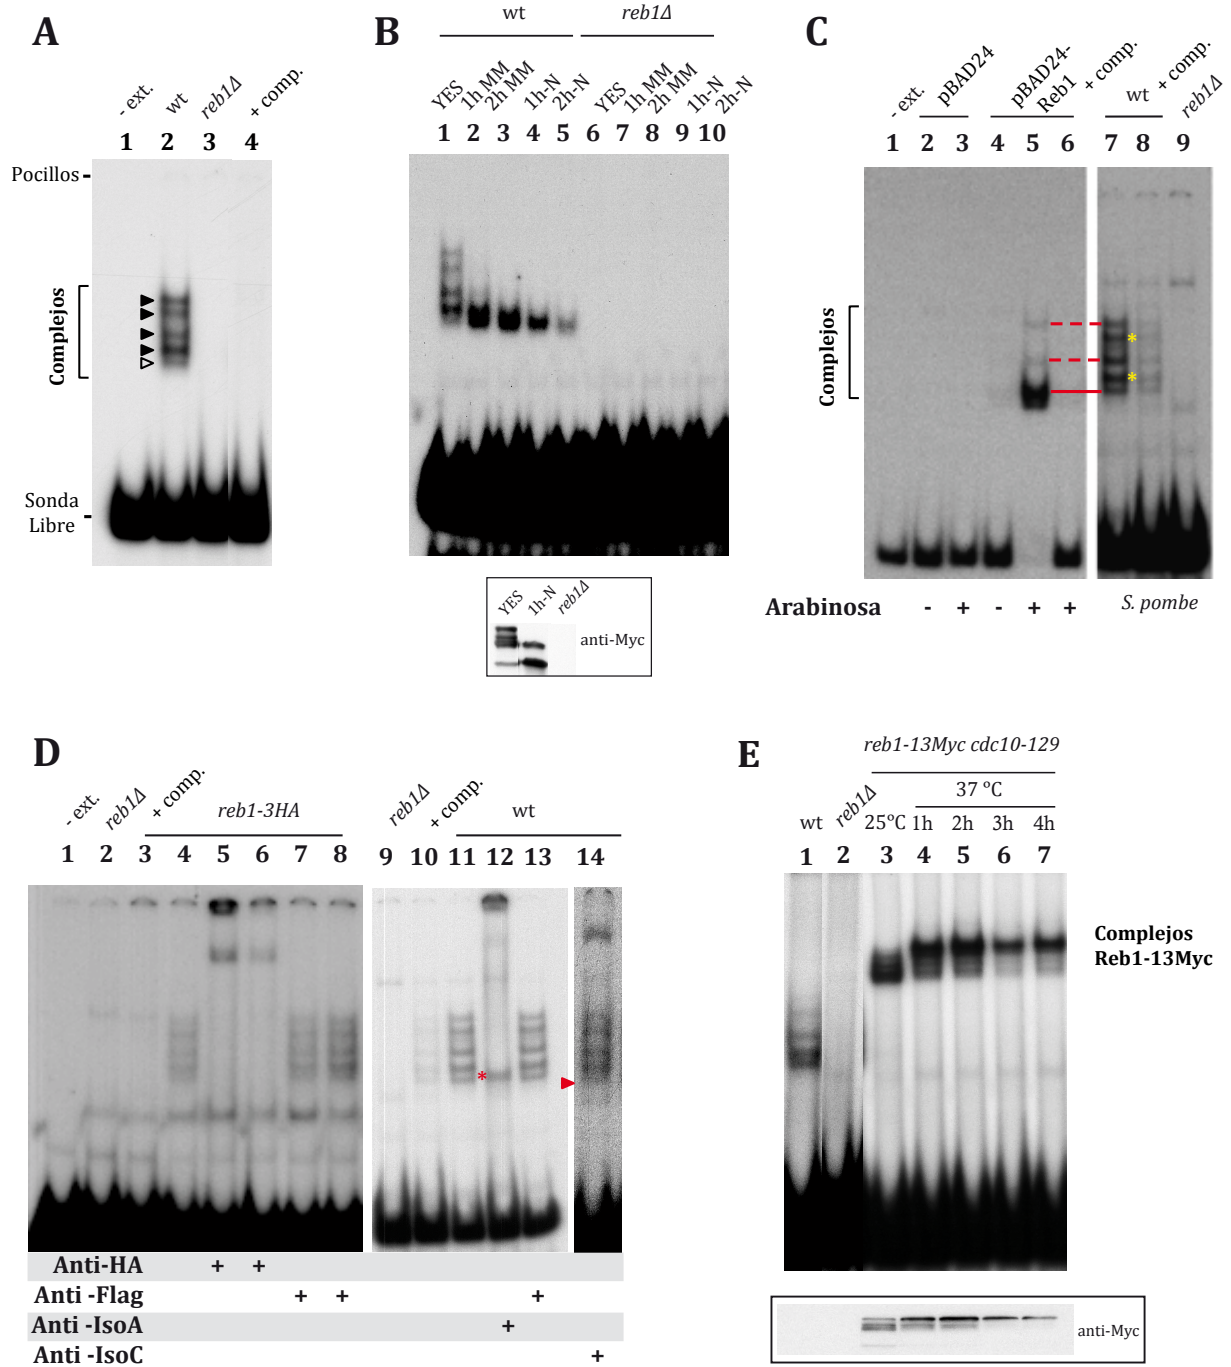 A
- ext.
wt
reb1Δ
+ comp.
1 2 3 4
Pocillos
Complejos
Sonda
Libre
B
wt reb1Δ
YES 1h MM 2h MM 1h-N 2h-N YES 1h MM 2h MM 1h-N 2h-N
1 2 3 4 5 6 7 8 9 10
YES 1h-N reb1Δ
anti-Myc
C
- ext. pBAD24 pBAD24-Reb1 + comp. wt + comp. reb1Δ
1 2 3 4 5 6 7 8 9
Complejos
* *
Arabinosa - + - + + S. pombe
D
- ext. reb1Δ + comp. reb1-3HA reb1Δ + comp. wt
1 2 3 4 5 6 7 8 9 10 11 12 13 14
*
Anti-HA + +
Anti -Flag + + +
Anti -IsoA +
Anti -IsoC +
E
reb1-13Myc cdc10-129
37 ºC
wt reb1Δ 25ºC 1h 2h 3h 4h
1 2 3 4 5 6 7
Complejos
Reb1-13Myc
anti-Myc